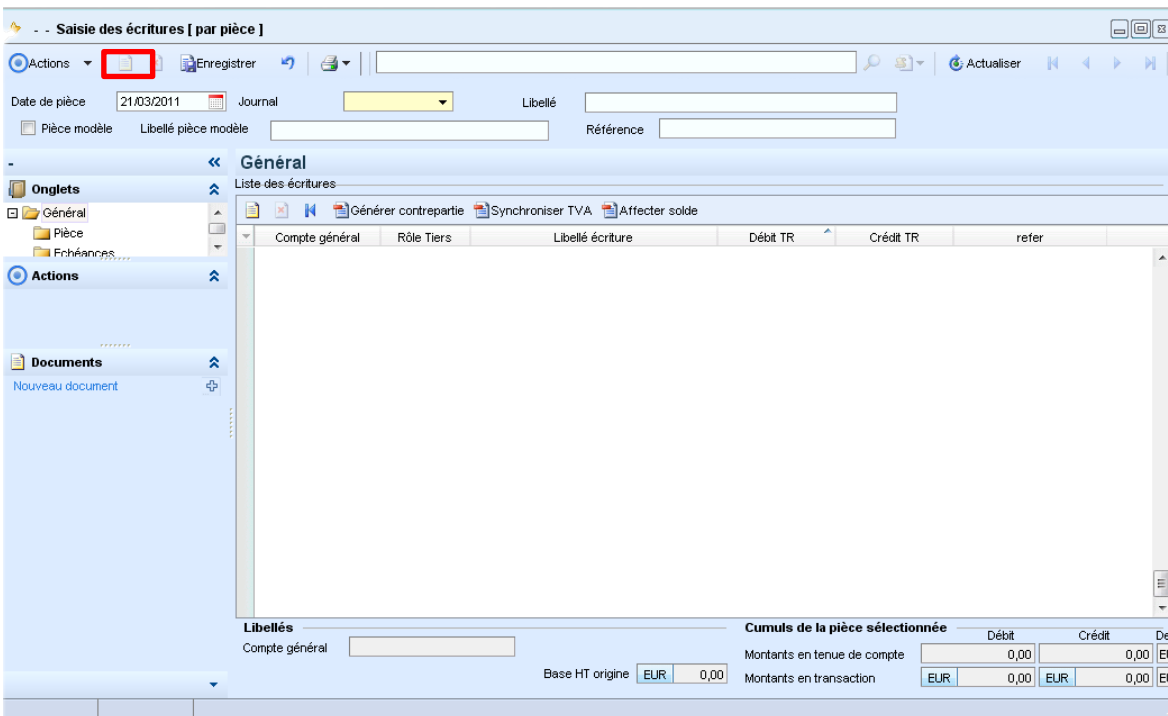 - - Saisie des écritures [ par pièce ]
Actions Enregistrer Actualiser
Date de pièce 21/03/2011 Journal Libellé
Pièce modèle Libellé pièce modèle Référence
- Général
Liste des écritures
Onglets
Générer contrepartie Synchroniser TVA Affecter solde
Général
Pièce
Echéances
Compte général Rôle Tiers Libellé écriture Débit TR Crédit TR refer
Actions
Documents
Nouveau document
Libellés Cumuls de la pièce sélectionnée Débit Crédit De
Compte général Montants en tenue de compte 0,00 0,00 EU
Base HT origine EUR 0,00 Montants en transaction EUR 0,00 EUR 0,00 EU